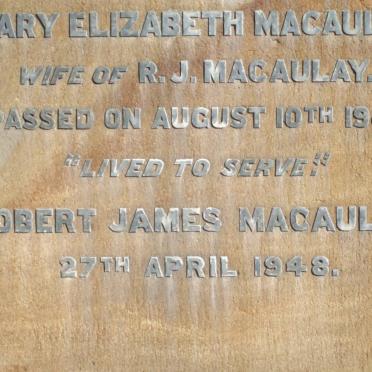 ARY ELIZABETH MACAUL
WIFE OF R. J. MACAULAY.
PASSED ON AUGUST 10TH 19
"LIVED TO SERVE."
OBERT JAMES MACAUL
27TH APRIL 1948.